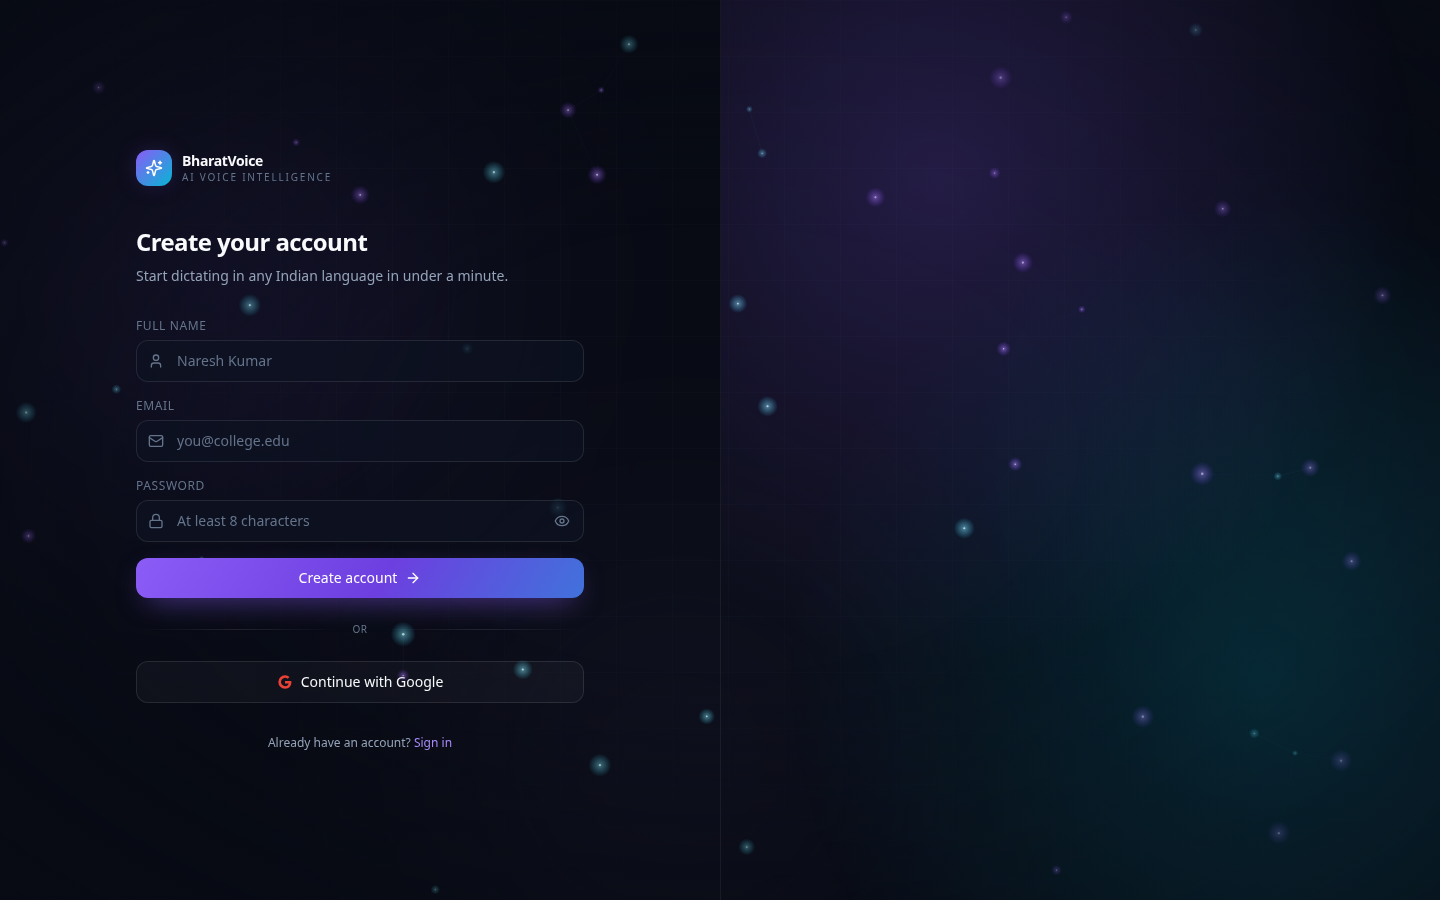 BharatVoice
AI VOICE INTELLIGENCE
Create your account
Start dictating in any Indian language in under a minute.
FULL NAME
Naresh Kumar
EMAIL
you@college.edu
PASSWORD
At least 8 characters
Create account
OR
Continue with Google
Already have an account? Sign in